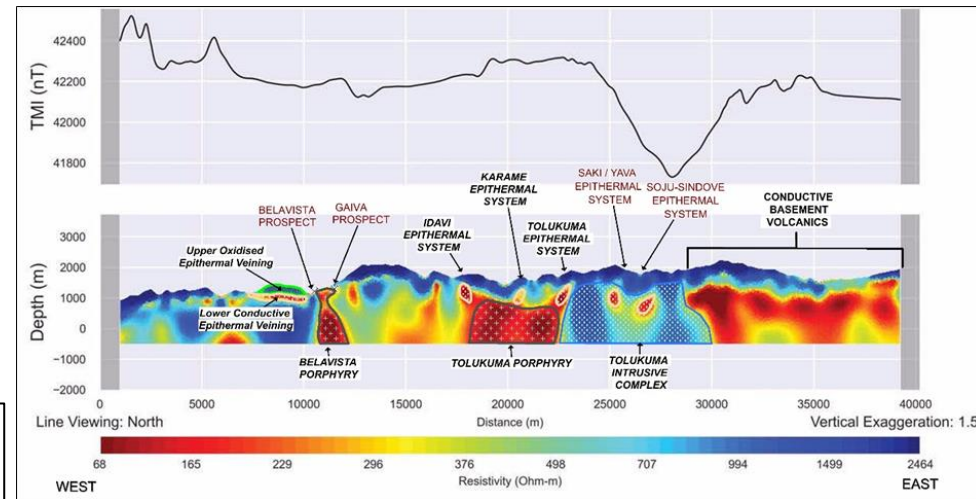 TMI (nT)
42400
42200
42000
41800
BELAVISTA
PROSPECT
GAIVA
PROSPECT
IDAVI
EPITHERMAL
SYSTEM
KARAME
EPITHERMAL
SYSTEM
TOLUKUMA
EPITHERMAL
SYSTEM
SAKI / YAVA
EPITHERMAL
SYSTEM
SOJU-SINDOVE
EPITHERMAL
SYSTEM
CONDUCTIVE
BASEMENT
VOLCANICS
Upper Oxidised
Epithermal Veining
Lower Conductive
Epithermal Veining
Depth (m)
3000
2000
1000
0
−1000
−2000
BELAVISTA
PORPHYRY
TOLUKUMA PORPHYRY
TOLUKUMA
INTRUSIVE
COMPLEX
0 5000 10000 15000 20000 25000 30000 35000 40000
Line Viewing: North Distance (m) Vertical Exaggeration: 1.5
68 165 229 296 376 498 707 994 1499 2464
Resistivity (Ohm-m)
WEST EAST